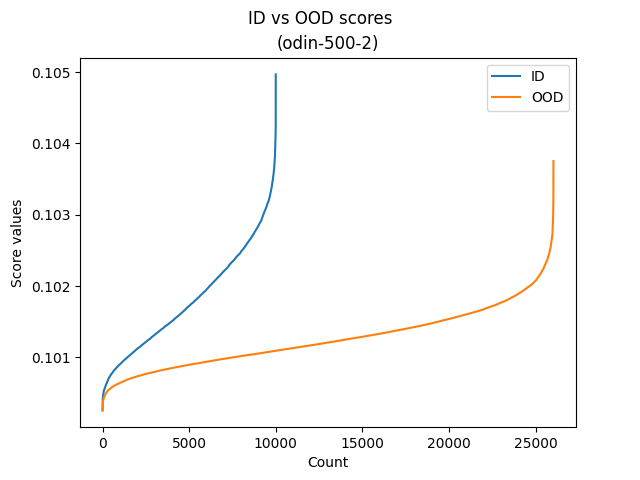 ID vs OOD scores
(odin-500-2)
ID
OOD
0.105
0.104
0.103
0.102
0.101
Score values
0
5000
10000
15000
20000
25000
Count